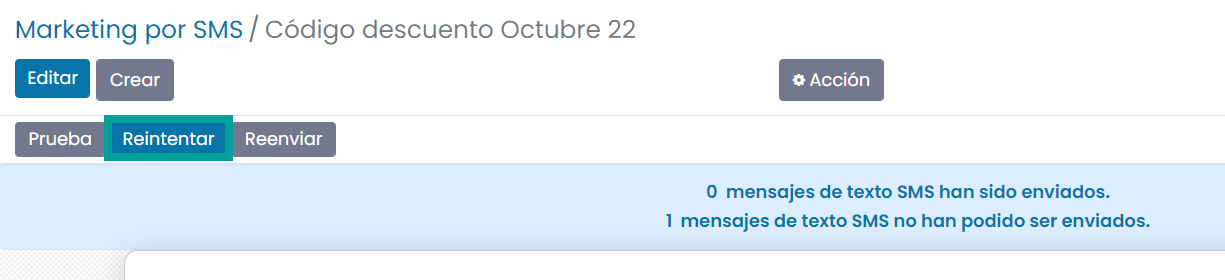 Marketing por SMS / Código descuento Octubre 22
Editar Crear Acción
Prueba Reintentar Reenviar
0 mensajes de texto SMS han sido enviados.
1 mensajes de texto SMS no han podido ser enviados.